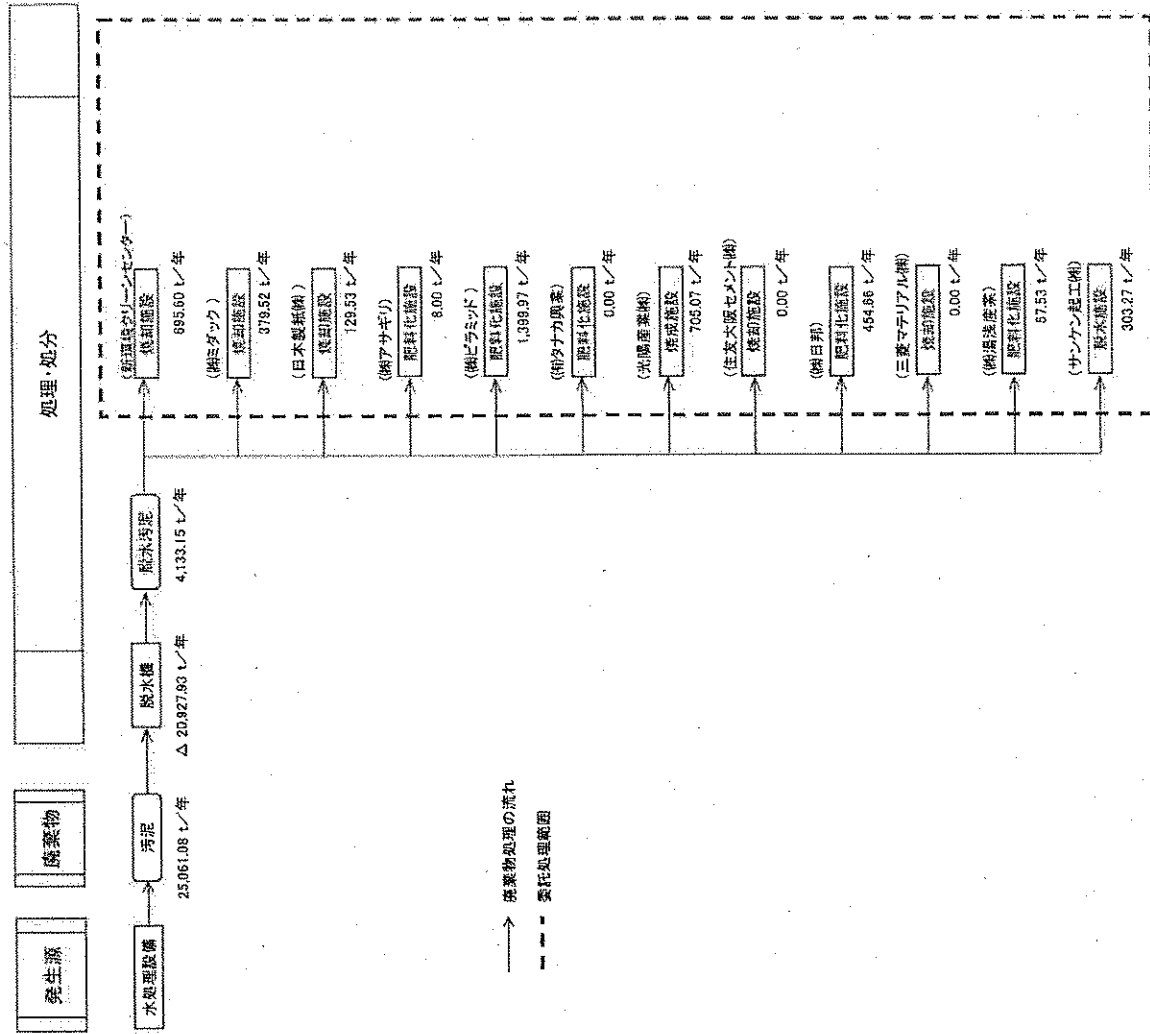 発生源
廃棄物
処理・処分
水処理設備
汚泥
25,061.08 t/年
脱水機
△ 20,927.93 t/年
脱水汚泥
4,133.15 t/年
焼却施設
695.60 t/年
(㈱ミダック)
焼却施設
379.52 t/年
(日本製紙㈱)
焼却施設
129.53 t/年
(㈱アサギリ)
肥料化施設
8.00 t/年
(㈱ピラミッド)
肥料化施設
1,399.97 t/年
(㈲タナカ興業)
肥料化施設
0.00 t/年
(光陽産業㈱)
焼成施設
705.07 t/年
(住友大阪セメント㈱)
焼却施設
0.00 t/年
(㈱日邦)
肥料化施設
454.66 t/年
(三菱マテリアル㈱)
焼却施設
0.00 t/年
(㈱湯浅産業)
肥料化施設
57.53 t/年
(サンケン起工㈱)
脱水施設
303.27 t/年
廃棄物処理の流れ
委託処理範囲